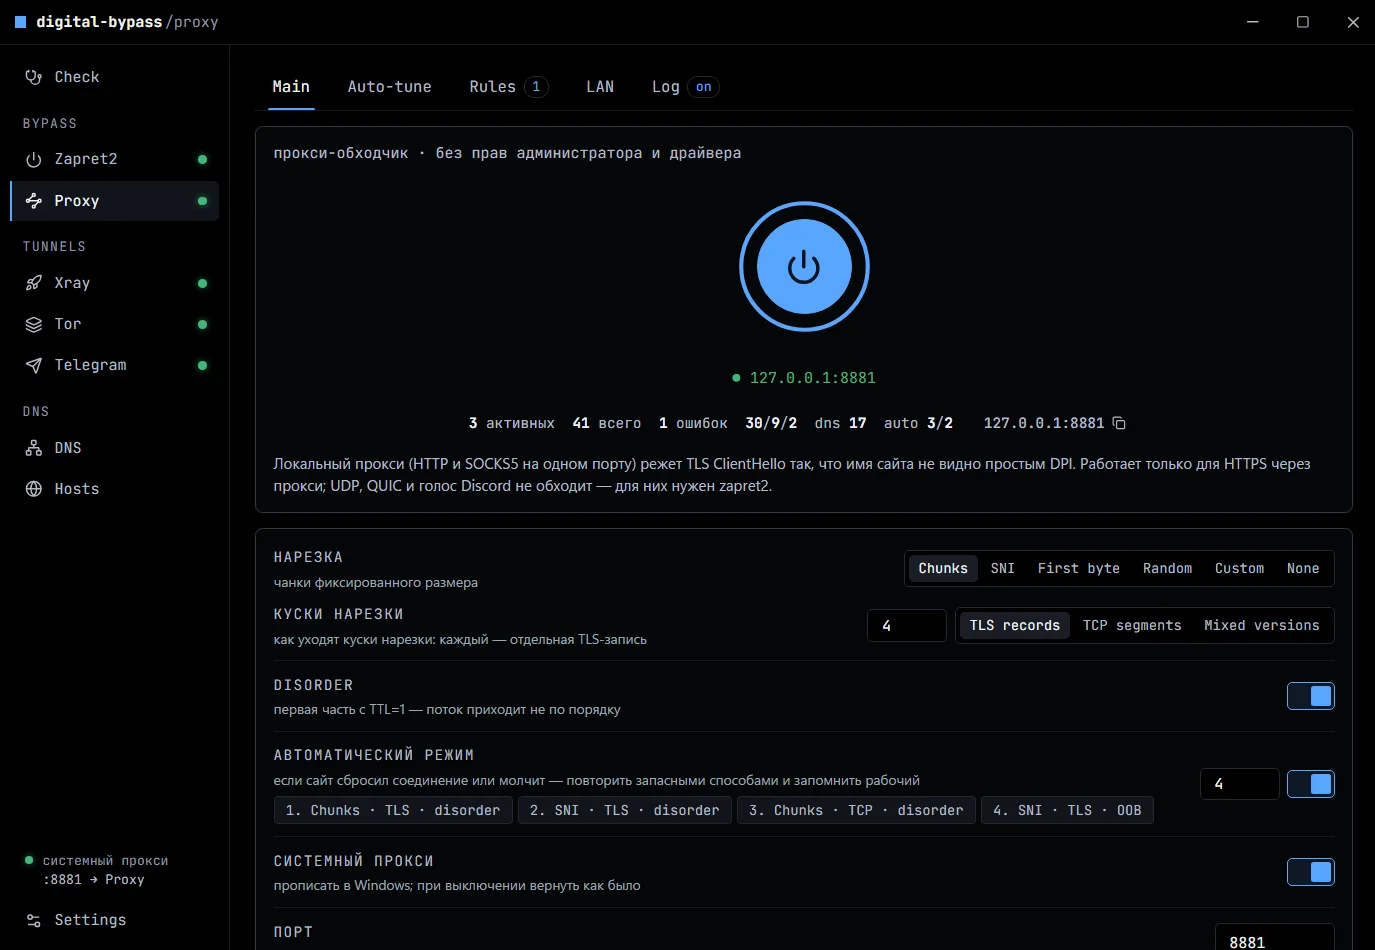 digital-bypass/proxy
Check
BYPASS
Zapret2
Proxy
TUNNELS
Xray
Tor
Telegram
DNS
DNS
Hosts
системный прокси
:8881 → Proxy
Settings
Main Auto-tune Rules 1 LAN Log on
прокси-обходчик · без прав администратора и драйвера
127.0.0.1:8881
3 активных 41 всего 1 ошибок 30/9/2 dns 17 auto 3/2 127.0.0.1:8881
Локальный прокси (HTTP и SOCKS5 на одном порту) режет TLS ClientHello так, что имя сайта не видно простым DPI. Работает только для HTTPS через
прокси; UDP, QUIC и голос Discord не обходит — для них нужен zapret2.
НАРЕЗКА
чанки фиксированного размера
Chunks SNI First byte Random Custom None
КУСКИ НАРЕЗКИ
как уходят куски нарезки: каждый — отдельная TLS-запись
4 TLS records TCP segments Mixed versions
DISORDER
первая часть с TTL=1 — поток приходит не по порядку
АВТОМАТИЧЕСКИЙ РЕЖИМ
если сайт сбросил соединение или молчит — повторить запасными способами и запомнить рабочий
4
1. Chunks · TLS · disorder 2. SNI · TLS · disorder 3. Chunks · TCP · disorder 4. SNI · TLS · OOB
СИСТЕМНЫЙ ПРОКСИ
прописать в Windows; при выключении вернуть как было
ПОРТ
8881